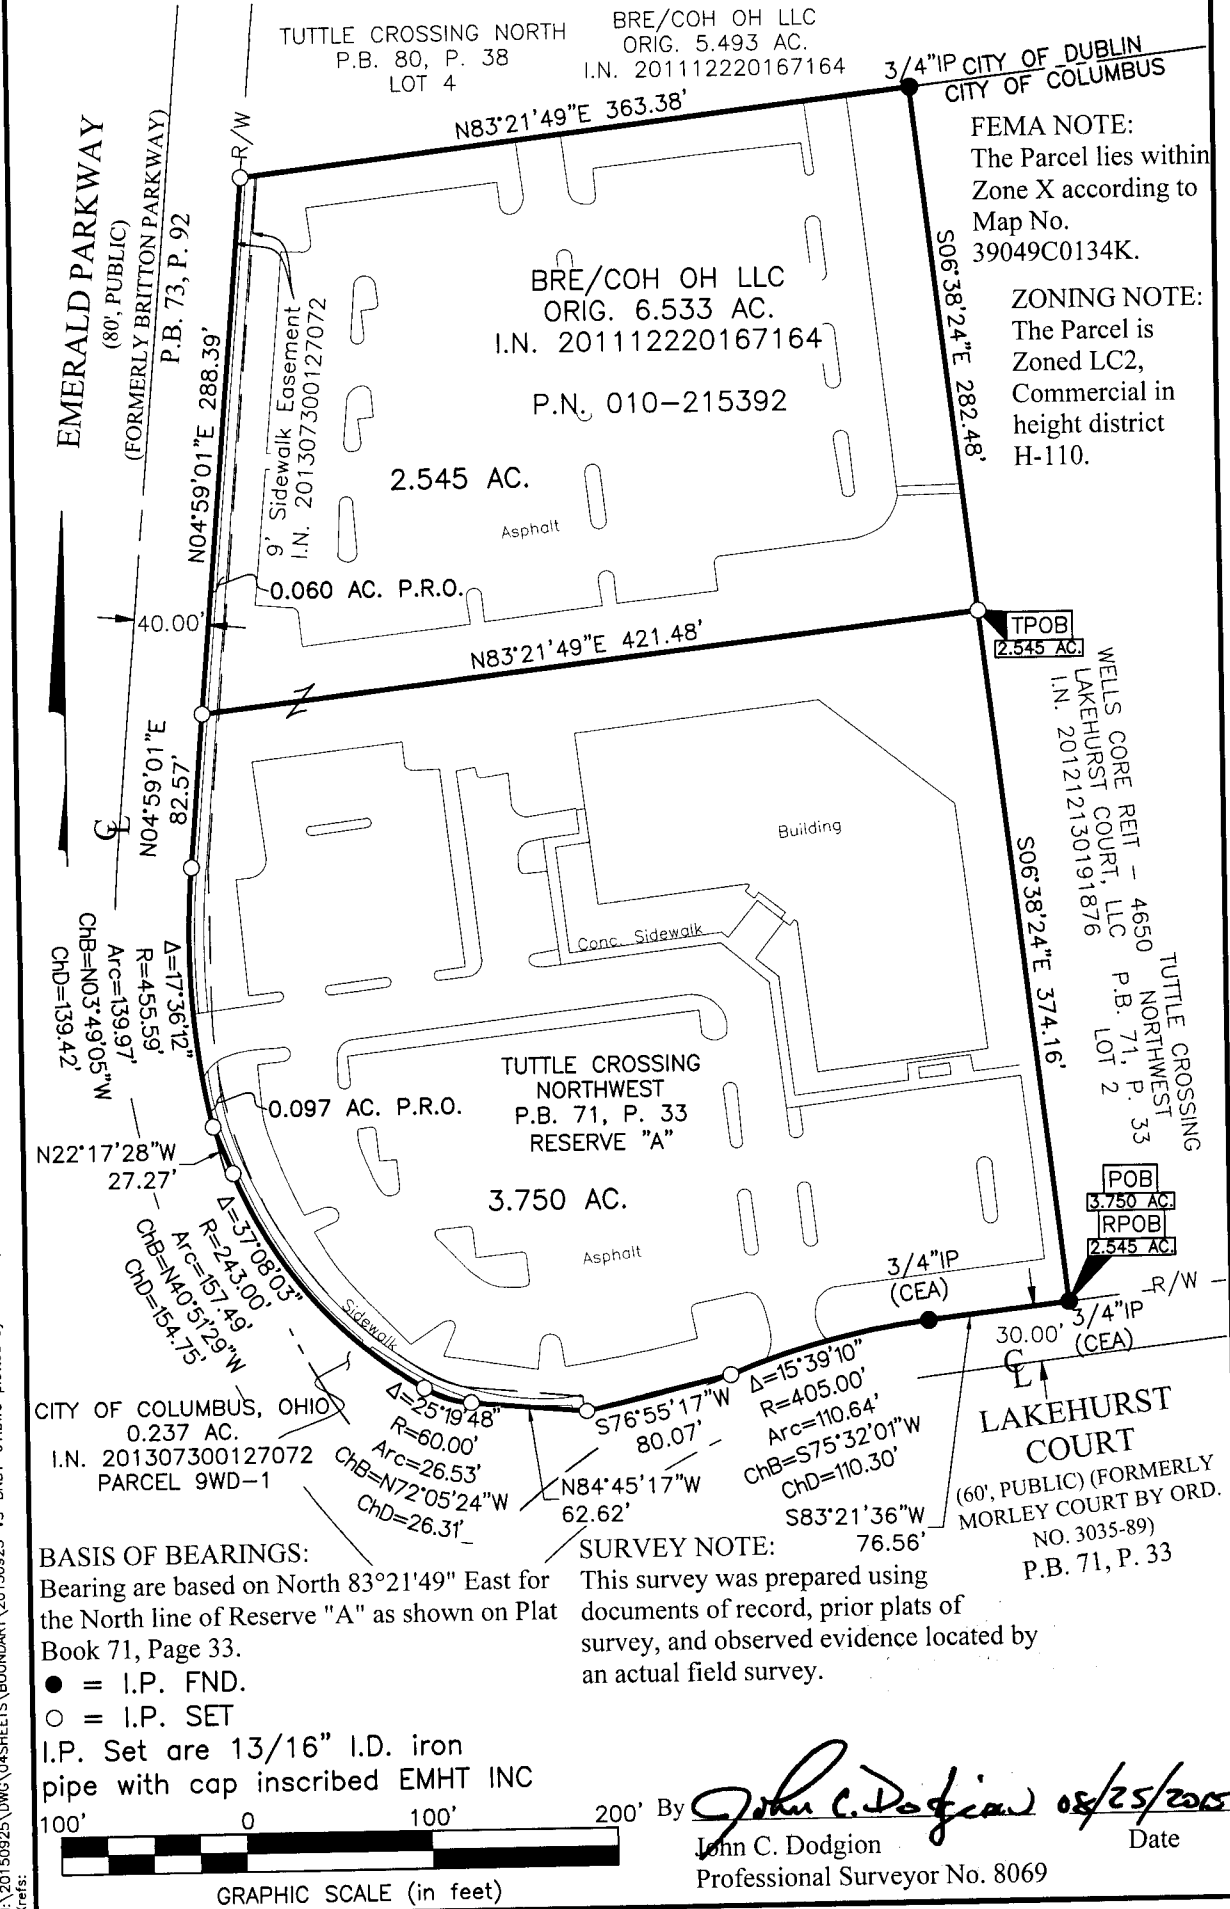 TUTTLE CROSSING NORTH
P.B. 80, P. 38
LOT 4
BRE/COH OH LLC
ORIG. 5.493 AC.
I.N. 201112220167164
3/4"IP
CITY OF DUBLIN
CITY OF COLUMBUS
R/W
N83°21'49"E 363.38'
FEMA NOTE:
The Parcel lies within
Zone X according to
Map No.
39049C0134K.
ZONING NOTE:
The Parcel is
Zoned LC2,
Commercial in
height district
H-110.
EMERALD PARKWAY
(80', PUBLIC)
(FORMERLY BRITTON PARKWAY)
P.B. 73, P. 92
N04°59'01"E 288.39'
9' Sidewalk Easement
I.N. 201307300127072
BRE/COH OH LLC
ORIG. 6.533 AC.
I.N. 201112220167164
P.N. 010-215392
2.545 AC.
Asphalt
S06°38'24"E 282.48'
0.060 AC. P.R.O.
40.00'
N83°21'49"E 421.48'
TPOB
2.545 AC.
WELLS CORE REIT - 4650
LAKEHURST COURT, LLC
I.N. 201212130191876
TUTTLE CROSSING
NORTHWEST
P.B. 71, P. 33
LOT 2
N04°59'01"E
82.57'
Building
Conc. Sidewalk
S06°38'24"E 374.16'
Δ=17°36'12"
R=455.59'
Arc=139.97'
ChB=N03°49'05"W
ChD=139.42'
TUTTLE CROSSING
NORTHWEST
P.B. 71, P. 33
RESERVE "A"
3.750 AC.
Asphalt
0.097 AC. P.R.O.
N22°17'28"W
27.27'
Δ=37°08'03"
R=243.00'
Arc=157.49'
ChB=N40°51'29"W
ChD=154.75'
Sidewalk
POB
3.750 AC.
RPOB
2.545 AC.
3/4"IP
(CEA)
R/W
30.00'
3/4"IP
(CEA)
CITY OF COLUMBUS, OHIO
0.237 AC.
I.N. 201307300127072
PARCEL 9WD-1
Δ=25°19'48"
R=60.00'
Arc=26.53'
ChB=N72°05'24"W
ChD=26.31'
S76°55'17"W
80.07'
N84°45'17"W
62.62'
Δ=15°39'10"
R=405.00'
Arc=110.64'
ChB=S75°32'01"W
ChD=110.30'
S83°21'36"W
76.56'
LAKEHURST
COURT
(60', PUBLIC) (FORMERLY
MORLEY COURT BY ORD.
NO. 3035-89)
P.B. 71, P. 33
BASIS OF BEARINGS:
Bearing are based on North 83°21'49" East for
the North line of Reserve "A" as shown on Plat
Book 71, Page 33.
● = I.P. FND.
○ = I.P. SET
I.P. Set are 13/16" I.D. iron
pipe with cap inscribed EMHT INC
SURVEY NOTE:
This survey was prepared using
documents of record, prior plats of
survey, and observed evidence located by
an actual field survey.
100' 0 100' 200'
GRAPHIC SCALE (in feet)
By John C. Dodgion 08/25/2015
John C. Dodgion Date
Professional Surveyor No. 8069